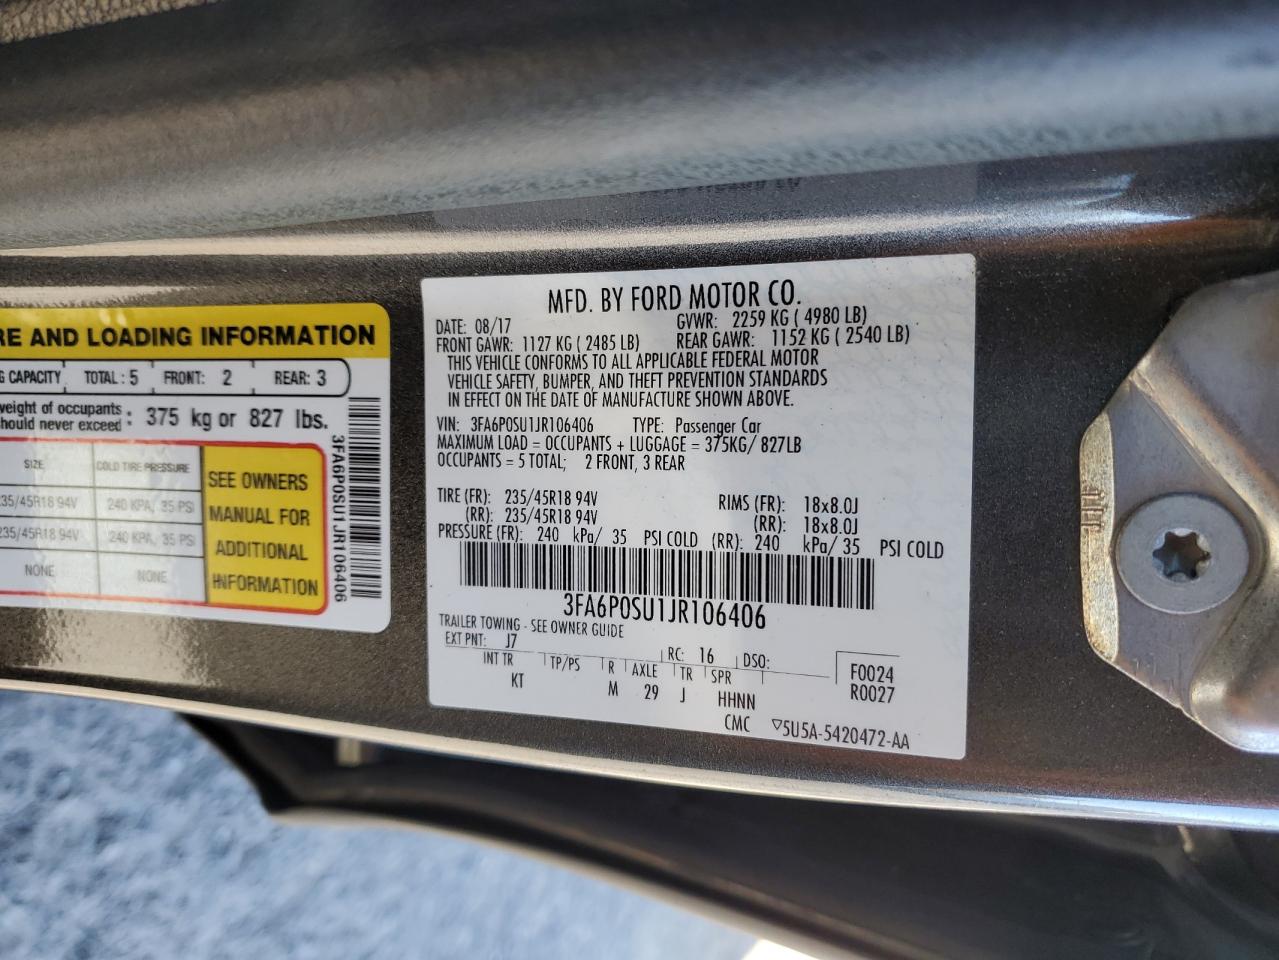 RE AND LOADING INFORMATION
G CAPACITY TOTAL: 5 FRONT: 2 REAR: 3
weight of occupants
hould never exceed : 375 kg or 827 lbs.
SIZE COLD TIRE PRESSURE
235/45R18 94V 240 KPA, 35 PSI
235/45R18 94V 240 KPA, 35 PSI
NONE NONE
SEE OWNERS
MANUAL FOR
ADDITIONAL
INFORMATION
3FA6P0SU1JR106406
MFD. BY FORD MOTOR CO.
DATE: 08/17 GVWR: 2259 KG ( 4980 LB)
FRONT GAWR: 1127 KG ( 2485 LB) REAR GAWR: 1152 KG ( 2540 LB)
THIS VEHICLE CONFORMS TO ALL APPLICABLE FEDERAL MOTOR
VEHICLE SAFETY, BUMPER, AND THEFT PREVENTION STANDARDS
IN EFFECT ON THE DATE OF MANUFACTURE SHOWN ABOVE.
VIN: 3FA6P0SU1JR106406 TYPE: Passenger Car
MAXIMUM LOAD = OCCUPANTS + LUGGAGE = 375KG/ 827LB
OCCUPANTS = 5 TOTAL; 2 FRONT, 3 REAR
TIRE (FR): 235/45R18 94V RIMS (FR): 18x8.0J
(RR): 235/45R18 94V (RR): 18x8.0J
PRESSURE (FR): 240 kPa/ 35 PSI COLD (RR): 240 kPa/ 35 PSI COLD
3FA6P0SU1JR106406
TRAILER TOWING - SEE OWNER GUIDE
EXT PNT: J7 RC: 16 DSO: F0024
INT TR TP/PS R AXLE TR SPR R0027
KT M 29 J HHNN
CMC ▽5U5A-5420472-AA